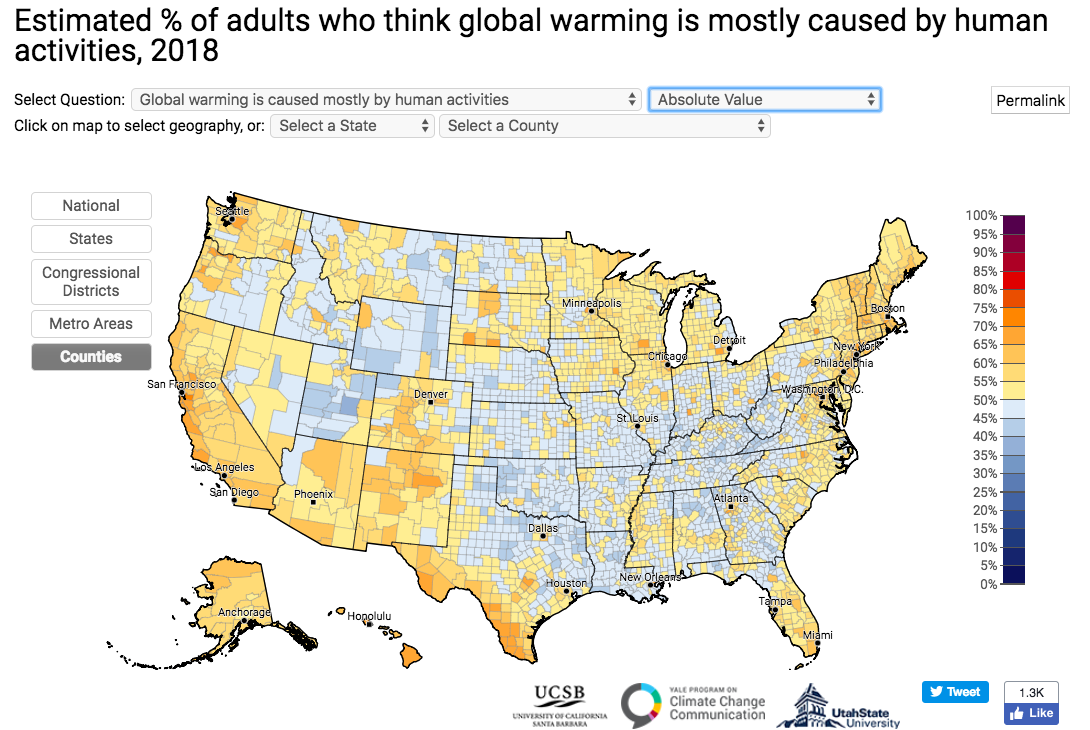 Estimated % of adults who think global warming is mostly caused by human
activities, 2018
Select Question: Global warming is caused mostly by human activities Absolute Value Permalink
Click on map to select geography, or: Select a State Select a County
National
States
Congressional
Districts
Metro Areas
Counties
Seattle
Minneapolis
Boston
Detroit
New York
Chicago
Philadelphia
San Francisco
Denver
Washington D.C.
St.Louis
Los Angeles
San Diego
Phoenix
Atlanta
Dallas
Houston
New Orleans
Tampa
Miami
Anchorage
Honolulu
100%
95%
90%
85%
80%
75%
70%
65%
60%
55%
50%
45%
40%
35%
30%
25%
20%
15%
10%
5%
0%
UCSB
UNIVERSITY OF CALIFORNIA
SANTA BARBARA
YALE PROGRAM ON
Climate Change
Communication
UtahState
University
Tweet
1.3K
Like